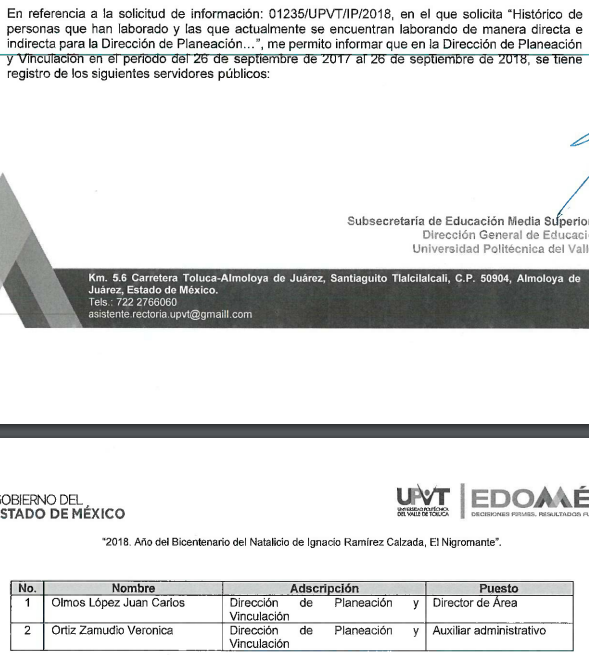 En referencia a la solicitud de información: 01235/UPVT/IP/2018, en el que solicita “Histórico de
personas que han laborado y las que actualmente se encuentran laborando de manera directa e
indirecta para la Dirección de Planeación...”, me permito informar que en la Dirección de Planeación
y Vinculación en el periodo del 26 de septiembre de 2017 al 26 de septiembre de 2018, se tiene
registro de los siguientes servidores públicos:
Subsecretaría de Educación Media Superio
Dirección General de Educaci
Universidad Politécnica del Vall
Km. 5.6 Carretera Toluca-Almoloya de Juárez, Santiaguito Tlalcilalcali, C.P. 50904, Almoloya de
Juárez, Estado de México.
Tels.: 722 2766060
asistente.rectoria.upvt@gmaill.com
GOBIERNO DEL
STADO DE MÉXICO
UPVT
UNIVERSIDAD POLITÉCNICA
DEL VALLE DE TOLUCA
EDOMÉ
DECISIONES FIRMES, RESULTADOS FU
“2018. Año del Bicentenario del Natalicio de Ignacio Ramírez Calzada, El Nigromante”.
No. Nombre Adscripción Puesto
1 Olmos López Juan Carlos Dirección de Planeación y Director de Área
Vinculación
2 Ortiz Zamudio Veronica Dirección de Planeación y Auxiliar administrativo
Vinculación